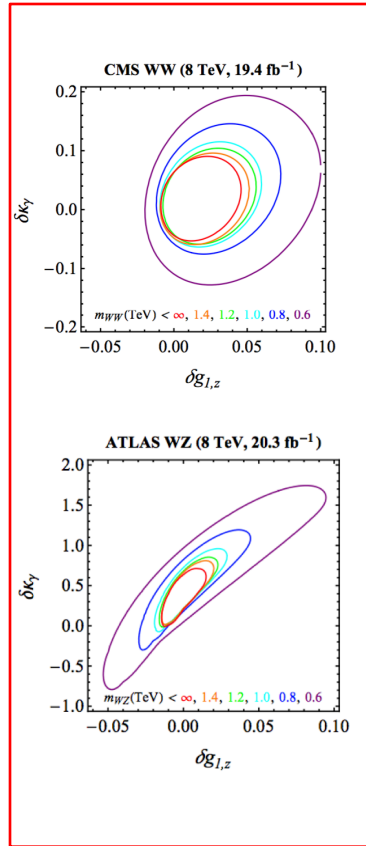 CMS WW (8 TeV, 19.4 fb⁻¹)
0.2
0.1
0.0
−0.1
−0.2
δκγ
m_WW(TeV) < ∞, 1.4, 1.2, 1.0, 0.8, 0.6
−0.05 0.00 0.05 0.10
δg_1,z
ATLAS WZ (8 TeV, 20.3 fb⁻¹)
2.0
1.5
1.0
0.5
0.0
−0.5
−1.0
δκγ
m_WZ(TeV) < ∞, 1.4, 1.2, 1.0, 0.8, 0.6
−0.05 0.00 0.05 0.10
δg_1,z